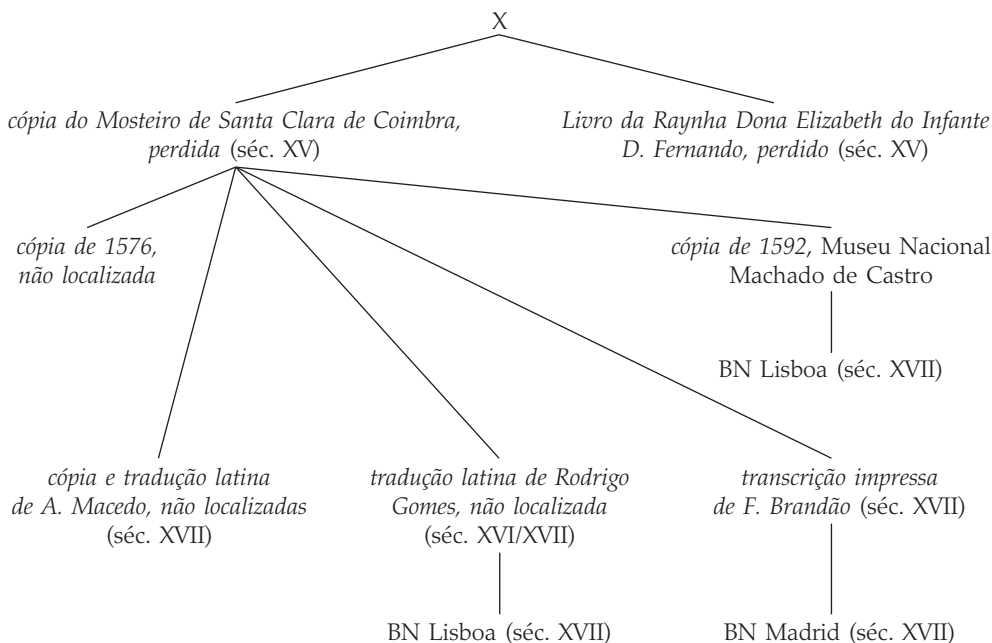 X
cópia do Mosteiro de Santa Clara de Coimbra,
perdida (séc. XV)
Livro da Raynha Dona Elizabeth do Infante
D. Fernando, perdido (séc. XV)
cópia de 1576,
não localizada
cópia de 1592, Museu Nacional
Machado de Castro
BN Lisboa (séc. XVII)
cópia e tradução latina
de A. Macedo, não localizadas
(séc. XVII)
tradução latina de Rodrigo
Gomes, não localizada
(séc. XVI/XVII)
transcrição impressa
de F. Brandão (séc. XVII)
BN Lisboa (séc. XVII)
BN Madrid (séc. XVII)